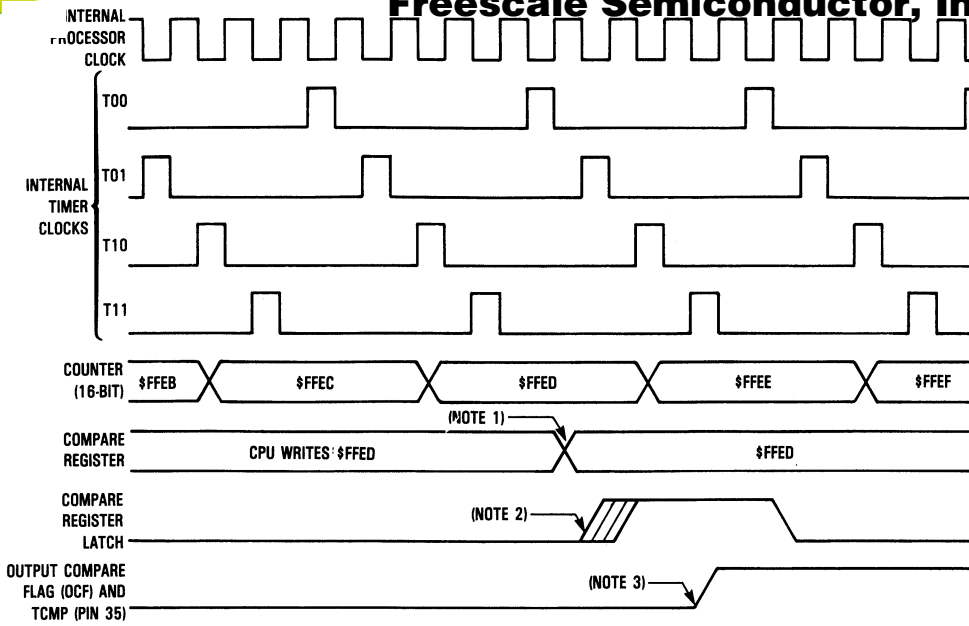 Freescale Semiconductor, In
INTERNAL
PROCESSOR
CLOCK
T00
T01
INTERNAL
TIMER
CLOCKS
T10
T11
COUNTER
(16-BIT)
$FFEB
$FFEC
$FFED
$FFEE
$FFEF
(NOTE 1)
COMPARE
REGISTER
CPU WRITES $FFED
$FFED
COMPARE
REGISTER
LATCH
(NOTE 2)
OUTPUT COMPARE
FLAG (OCF) AND
TCMP (PIN 35)
(NOTE 3)